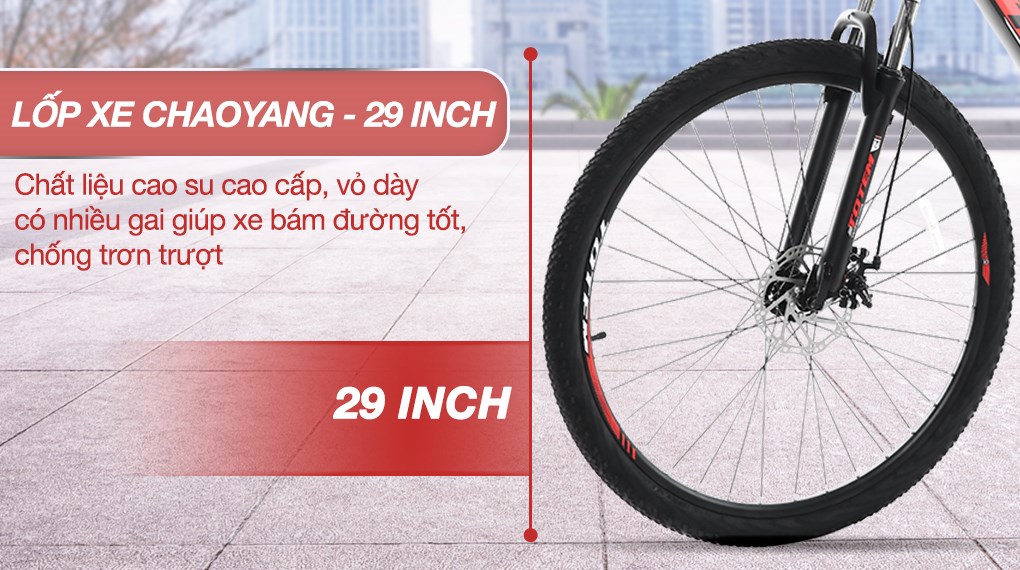 LỐP XE CHAOYANG - 29 INCH
Chất liệu cao su cao cấp, vỏ dày
có nhiều gai giúp xe bám đường tốt,
chống trơn trượt
29 INCH
TOTEM